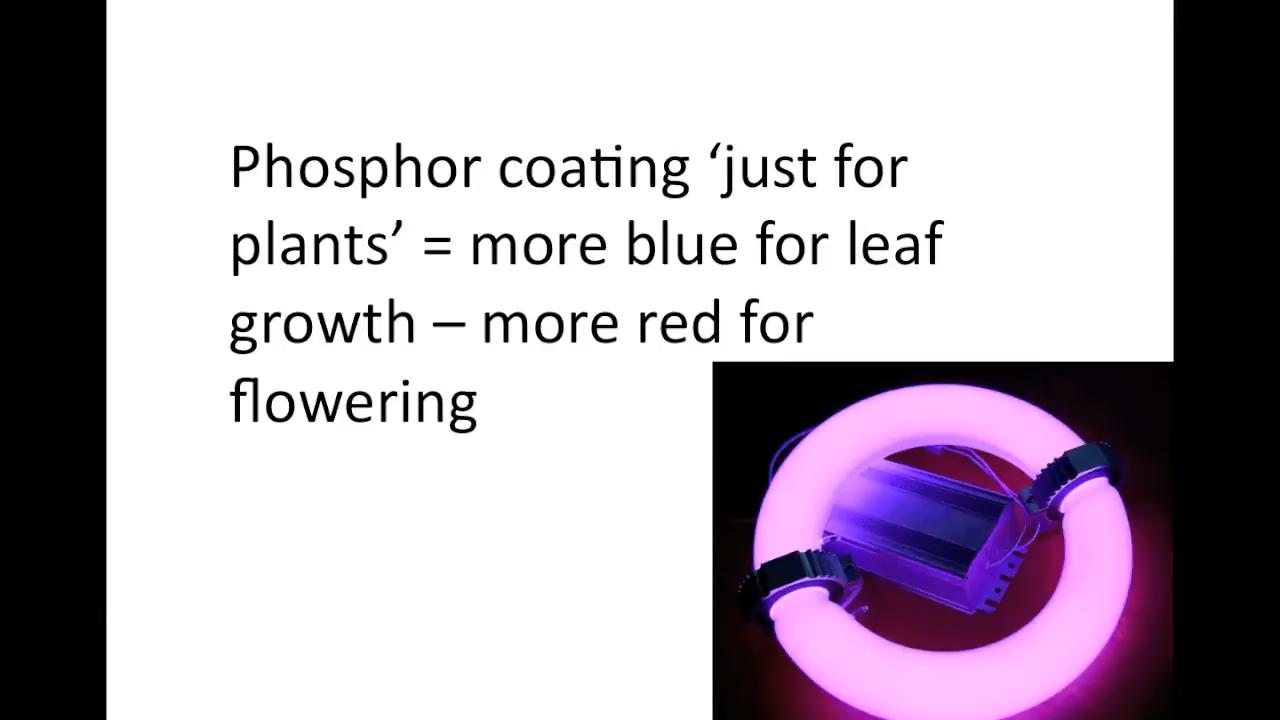 Phosphor coating ‘just for
plants’ = more blue for leaf
growth – more red for
flowering